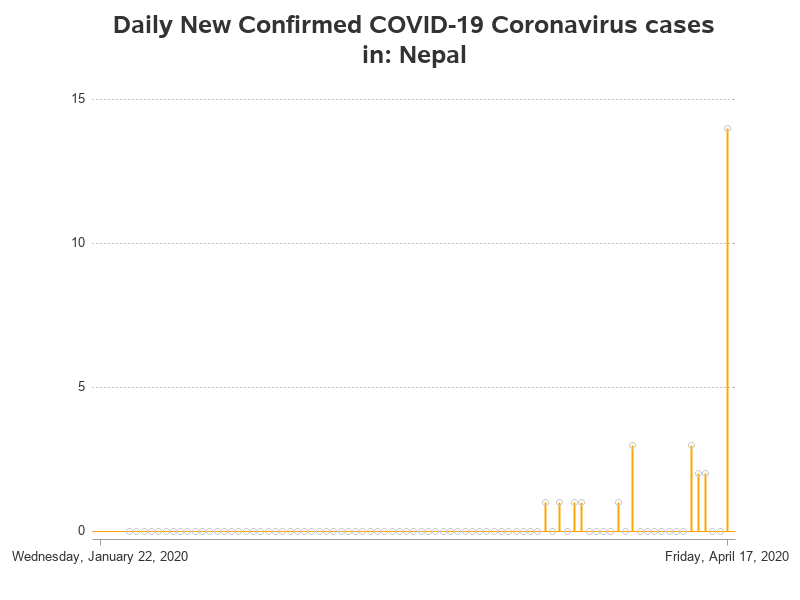 Daily New Confirmed COVID-19 Coronavirus cases
in: Nepal
15
10
5
0
Wednesday, January 22, 2020
Friday, April 17, 2020